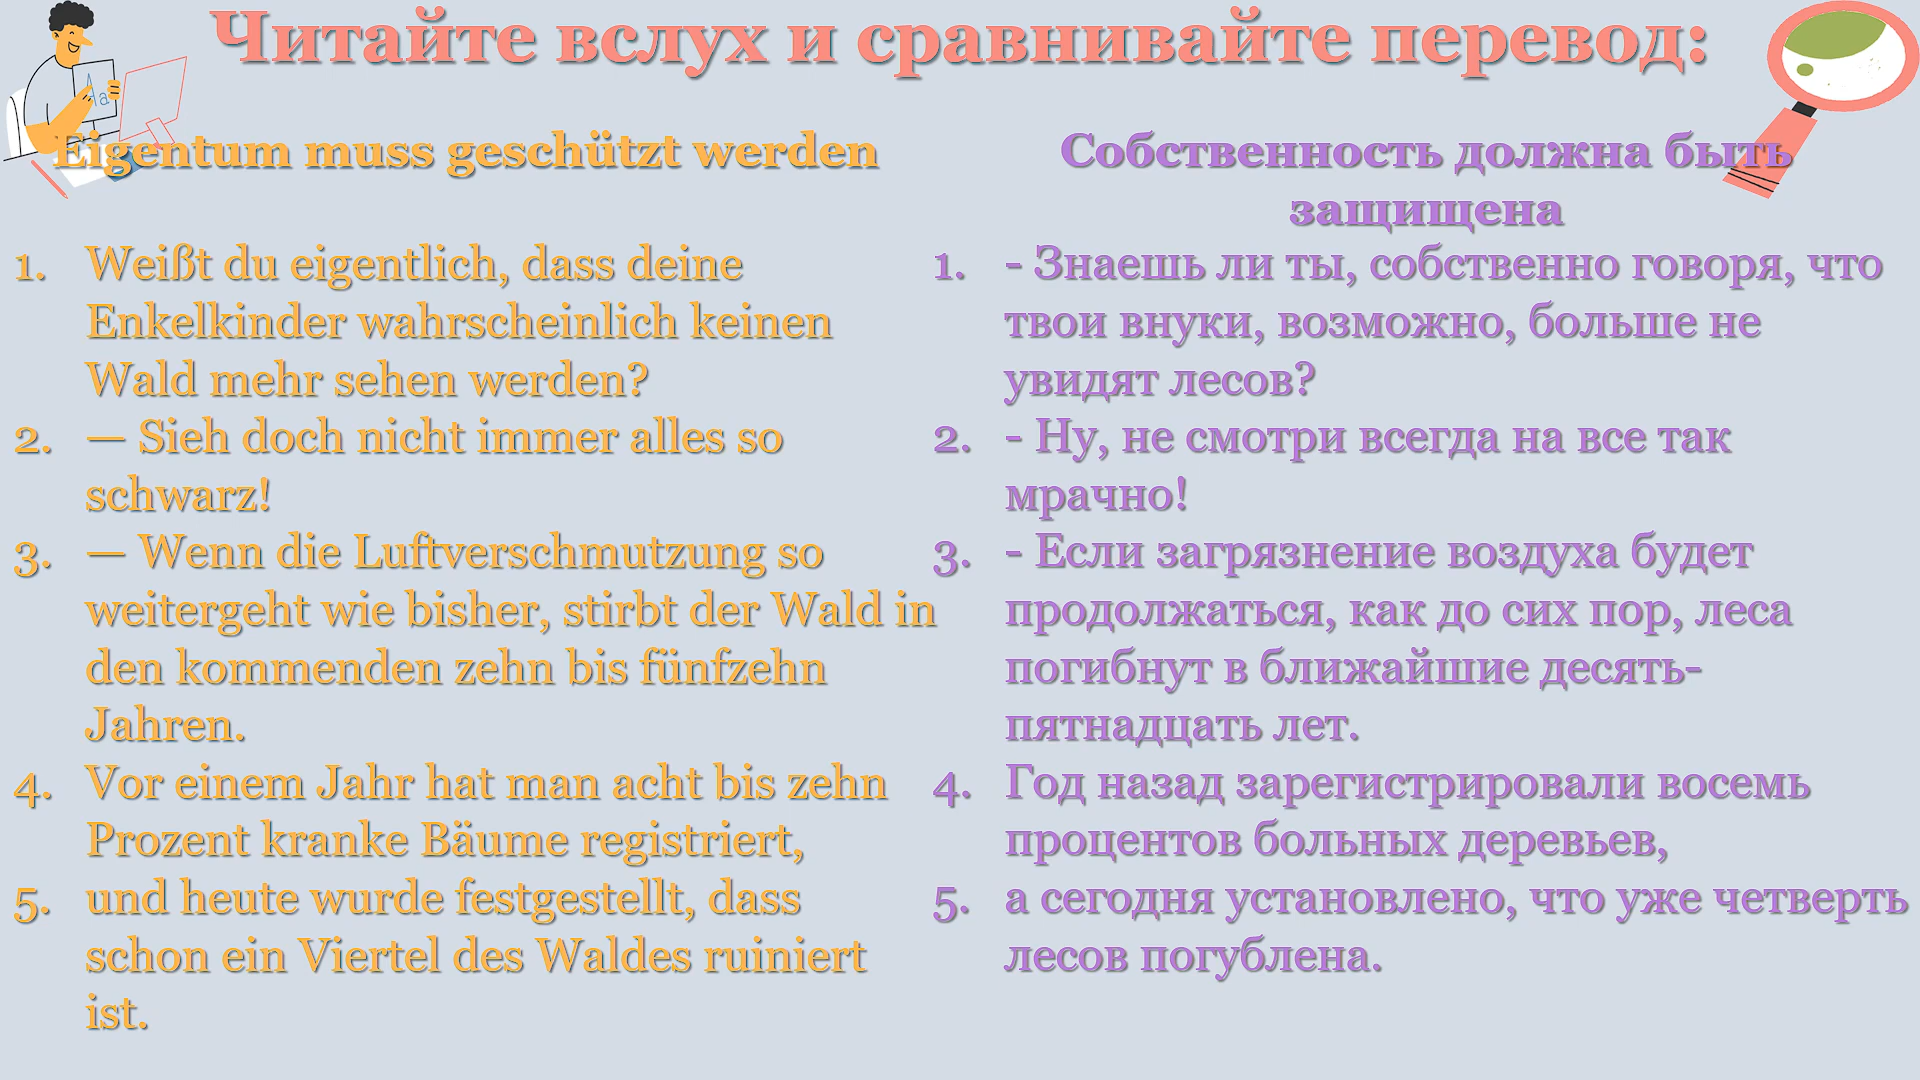 Читайте вслух и сравнивайте перевод:
Eigentum muss geschützt werden
1. Weißt du eigentlich, dass deine
Enkelkinder wahrscheinlich keinen
Wald mehr sehen werden?
2. — Sieh doch nicht immer alles so
schwarz!
3. — Wenn die Luftverschmutzung so
weitergeht wie bisher, stirbt der Wald in
den kommenden zehn bis fünfzehn
Jahren.
4. Vor einem Jahr hat man acht bis zehn
Prozent kranke Bäume registriert,
5. und heute wurde festgestellt, dass
schon ein Viertel des Waldes ruiniert
ist.
Собственность должна быть
защищена
1. - Знаешь ли ты, собственно говоря, что
твои внуки, возможно, больше не
увидят лесов?
2. - Ну, не смотри всегда на все так
мрачно!
3. - Если загрязнение воздуха будет
продолжаться, как до сих пор, леса
погибнут в ближайшие десять-
пятнадцать лет.
4. Год назад зарегистрировали восемь
процентов больных деревьев,
5. а сегодня установлено, что уже четверть
лесов погублена.